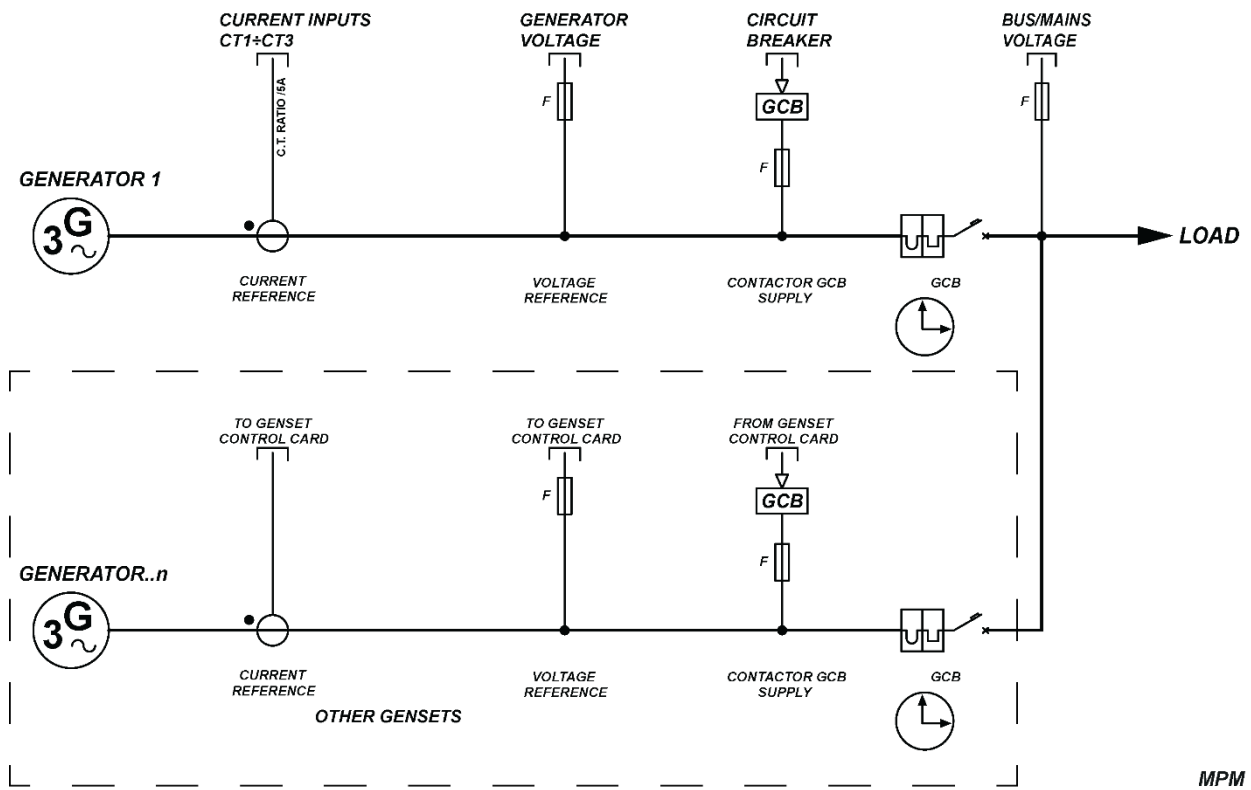 CURRENT INPUTS
CT1÷CT3
GENERATOR
VOLTAGE
CIRCUIT
BREAKER
BUS/MAINS
VOLTAGE
C.T. RATIO /5A
F
GCB
F
F
GENERATOR 1
3G
LOAD
CURRENT
REFERENCE
VOLTAGE
REFERENCE
CONTACTOR GCB
SUPPLY
GCB
TO GENSET
CONTROL CARD
TO GENSET
CONTROL CARD
FROM GENSET
CONTROL CARD
F
GCB
F
GENERATOR..n
3G
CURRENT
REFERENCE
VOLTAGE
REFERENCE
CONTACTOR GCB
SUPPLY
GCB
OTHER GENSETS
MPM